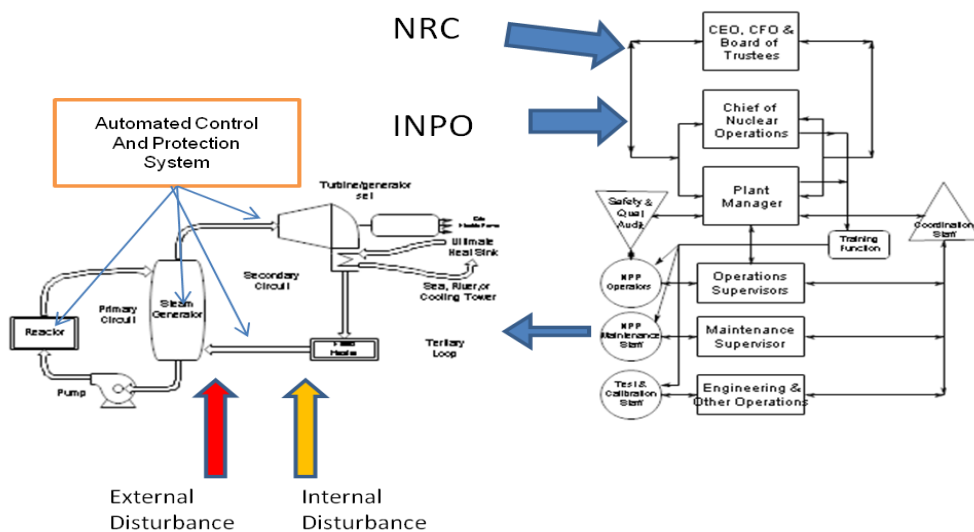 NRC
INPO
Automated Control
And Protection
System
Turbine/generator
set
Ultimate
Heat Sink
Sea, River, or
Cooling Tower
Secondary
Circuit
Primary
Circuit
Steam
Generator
Reactor
Pump
Tertiary
Loop
External
Disturbance
Internal
Disturbance
CEO, CFO &
Board of
Trustees
Chief of
Nuclear
Operations
Plant
Manager
Safety &
Qual
Audit
Coordination
Staff
Training
Function
NPP
Operators
Operations
Supervisors
NPP
Maintenance
Staff
Maintenance
Supervisor
Test &
Calibration
Staff
Engineering &
Other Operations